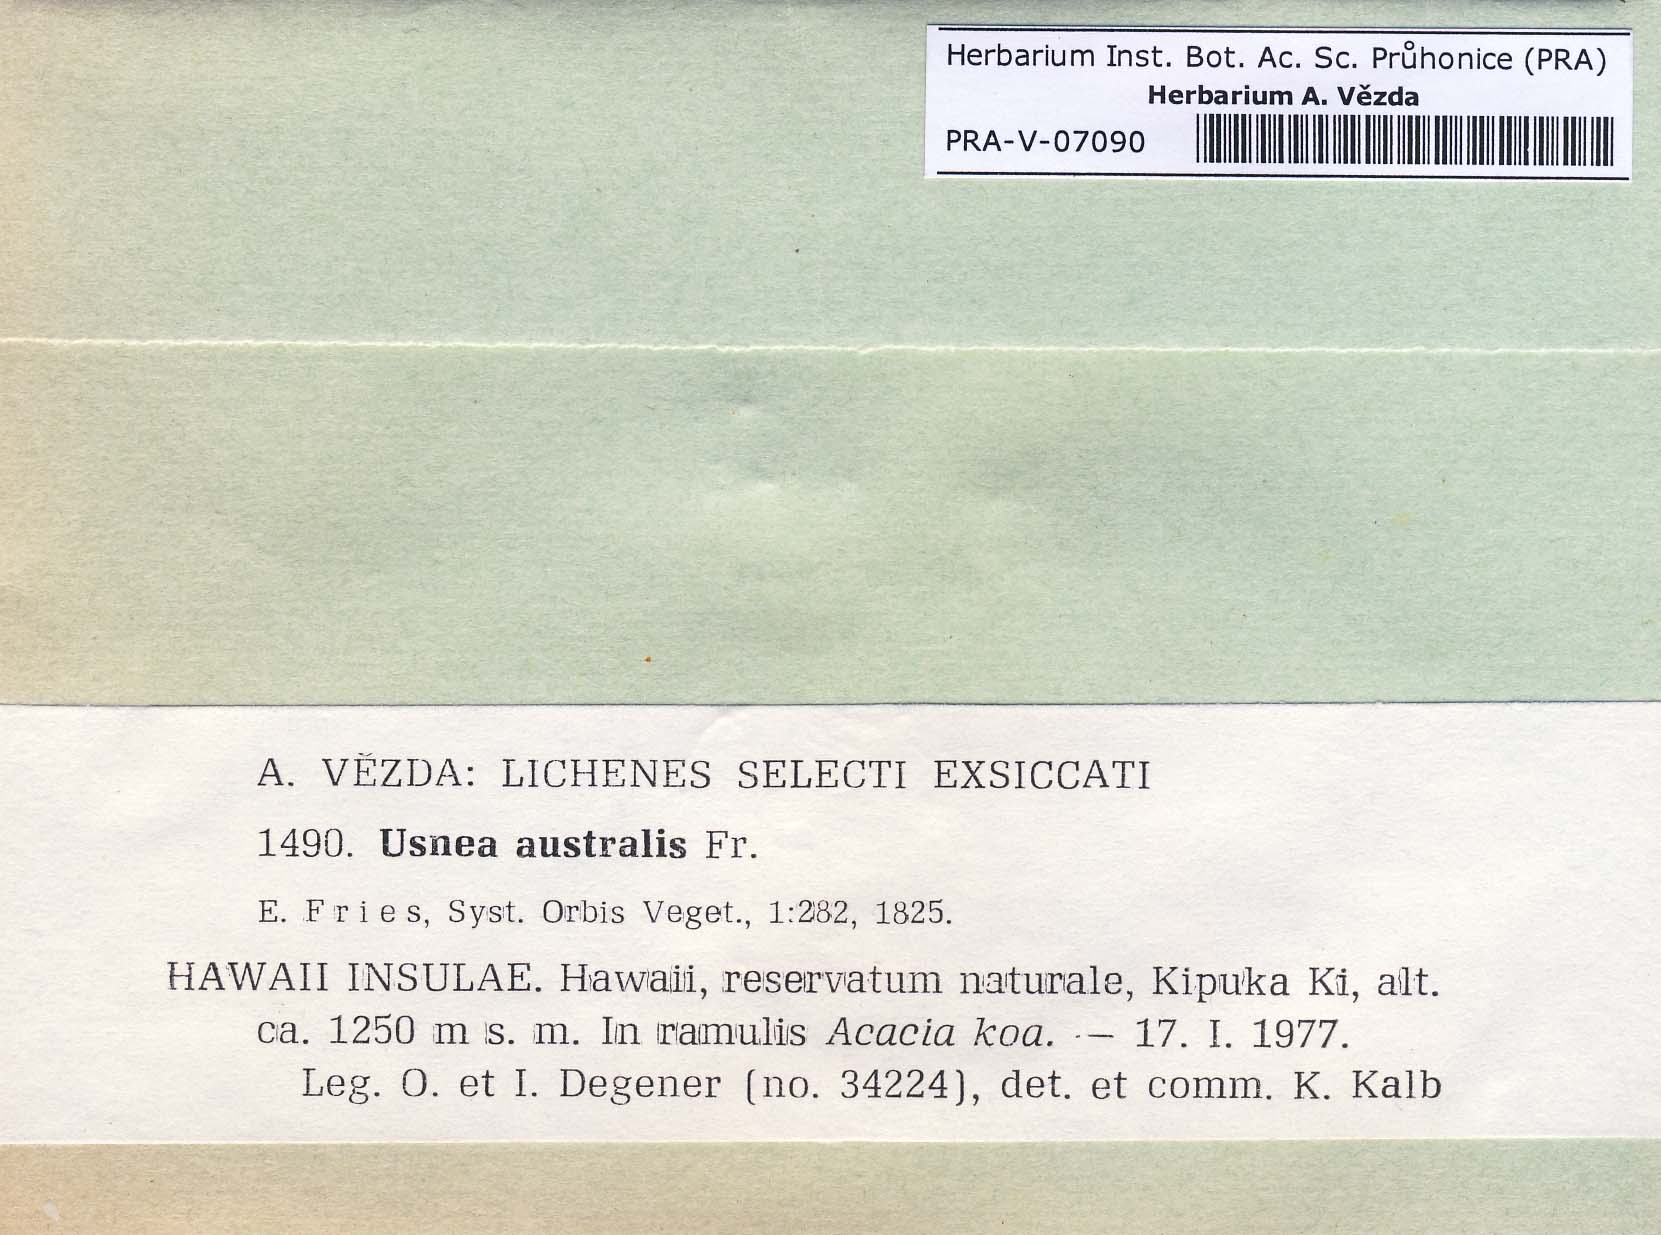 Herbarium Inst. Bot. Ac. Sc. Průhonice (PRA)
Herbarium A. Vězda
PRA-V-07090
A. VĚZDA: LICHENES SELECTI EXSICCATI
1490. Usnea australis Fr.
E. Fries, Syst. Orbis Veget., 1:282, 1825.
HAWAII INSULAE. Hawaii, reservatum naturale, Kipuka Ki, alt.
ca. 1250 m s. m. In ramulis Acacia koa. — 17. I. 1977.
Leg. O. et I. Degener (no. 34224), det. et comm. K. Kalb